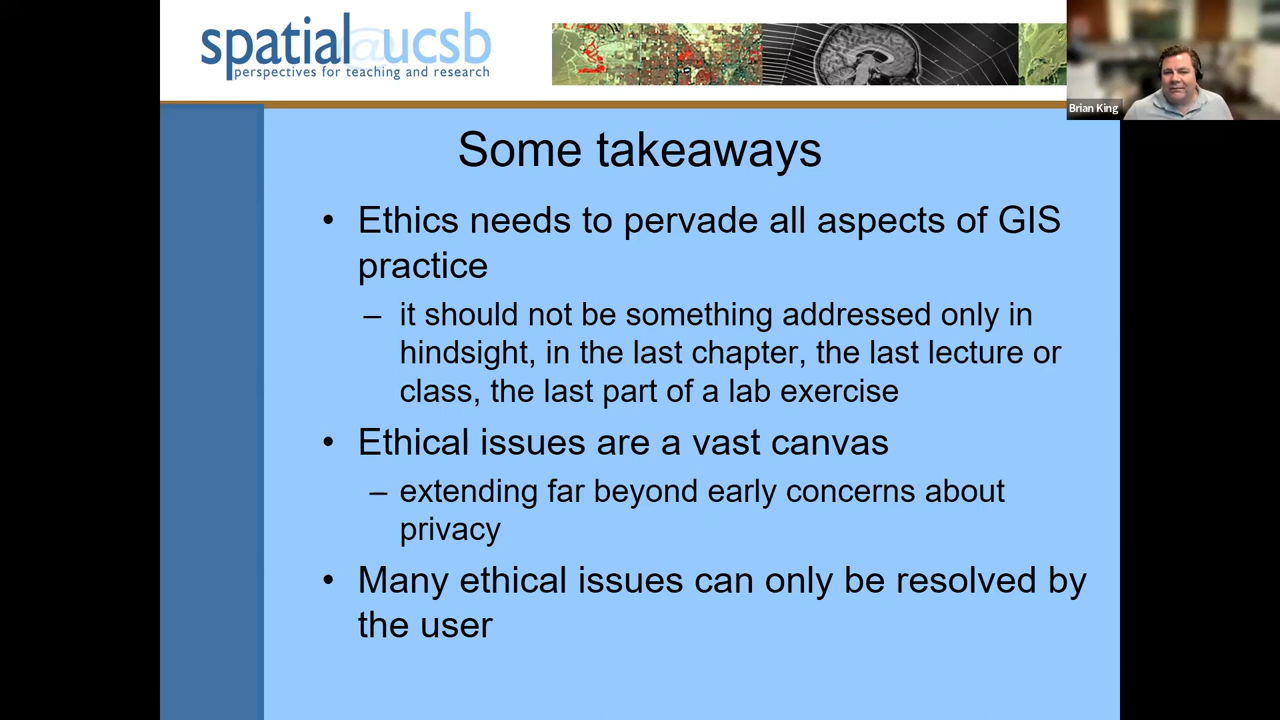 spatial@ucsb
perspectives for teaching and research
Brian King
Some takeaways
• Ethics needs to pervade all aspects of GIS
practice
– it should not be something addressed only in
hindsight, in the last chapter, the last lecture or
class, the last part of a lab exercise
• Ethical issues are a vast canvas
– extending far beyond early concerns about
privacy
• Many ethical issues can only be resolved by
the user